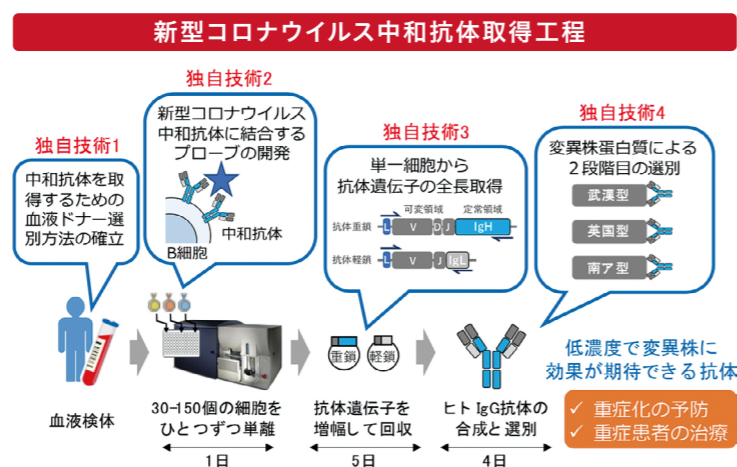 新型コロナウイルス中和抗体取得工程
独自技術1
中和抗体を取
得するための
血液ドナー選
別方法の確立
独自技術2
新型コロナウイルス
中和抗体に結合する
プローブの開発
中和抗体
B細胞
独自技術3
単一細胞から
抗体遺伝子の全長取得
可変領域 定常領域
抗体重鎖 L V D J IgH
抗体軽鎖 L V J IgL
独自技術4
変異株蛋白質による
2段階目の選別
武漢型
英国型
南ア型
血液検体
30-150個の細胞を
ひとつずつ単離
1日
重鎖 軽鎖
抗体遺伝子を
増幅して回収
5日
ヒトIgG抗体の
合成と選別
4日
低濃度で変異株に
効果が期待できる抗体
✓ 重症化の予防
✓ 重症患者の治療